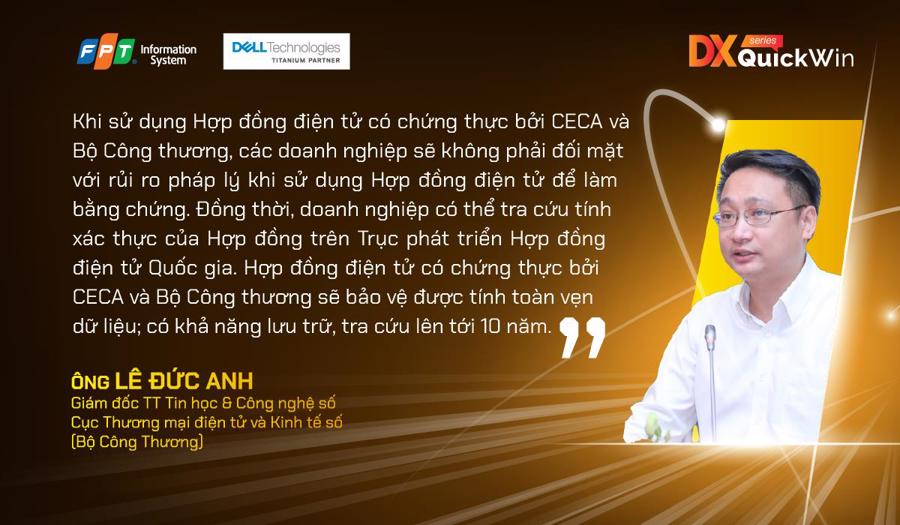 FPT Information System
DELLTechnologies
TITANIUM PARTNER
DX series
QuickWin
Khi sử dụng Hợp đồng điện tử có chứng thực bởi CECA và
Bộ Công thương, các doanh nghiệp sẽ không phải đối mặt
với rủi ro pháp lý khi sử dụng Hợp đồng điện tử để làm
bằng chứng. Đồng thời, doanh nghiệp có thể tra cứu tính
xác thực của Hợp đồng trên Trục phát triển Hợp đồng
điện tử Quốc gia. Hợp đồng điện tử có chứng thực bởi
CECA và Bộ Công thương sẽ bảo vệ được tính toàn vẹn
dữ liệu; có khả năng lưu trữ, tra cứu lên tới 10 năm. ”
ÔNG LÊ ĐỨC ANH
Giám đốc TT Tin học & Công nghệ số
Cục Thương mại điện tử và Kinh tế số
(Bộ Công Thương)